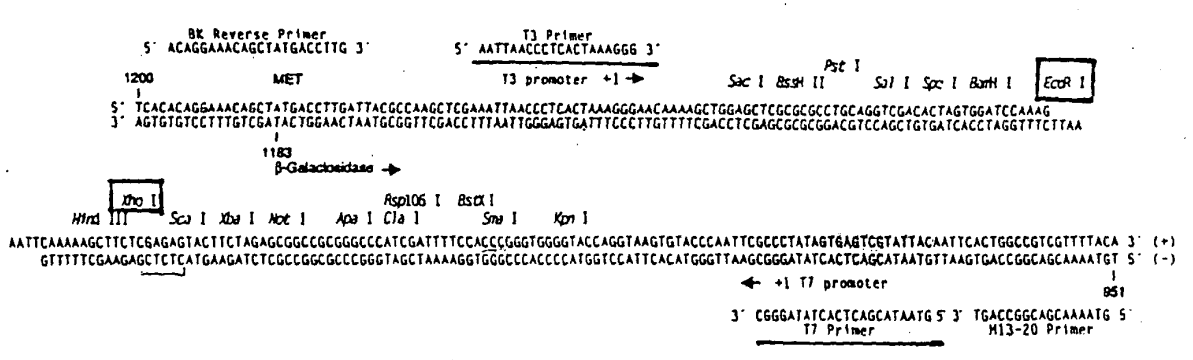 BK Reverse Primer
5' ACAGGAAACAGCTATGACCTTG 3'
T3 Primer
5' AATTAACCCTCACTAAAGGG 3'
1200
MET
T3 promoter +1
Sac I BssH II Pst I Sal I Spc I BamH I EcoR I
5' TCACACAGGAAACAGCTATGACCTTGATTACGCCAAGCTCGAAATTAACCCTCACTAAAGGGAACAAAAGCTGGAGCTCGCGCGCCTGCAGGTCGACACTAGTGGATCCAAAG
3' AGTGTGTCCTTTGTCGATACTGGAACTAATGCGGTTCGACCTTTAATTGGGAGTGATTTCCCTTGTTTTCGACCTCGAGCGCGCGGACGTCCAGCTGTGATCACCTAGGTTTCTTAA
1183
β-Galactosidase
Hind III Xho I Sca I Xba I Not I Apa I Cla I Bsp106 I BstX I Sma I Kpn I
AATTCAAAAAGCTTCTCGAGAGTACTTCTAGAGCGGCCGCGGGCCCATCGATTTTCCACCCGGGTGGGGTACCAGGTAAGTGTACCCAATTCGCCCTATAGTGAGTCGTATTACAATTCACTGGCCGTCGTTTTACA 3' (+)
GTTTTTCGAAGAGCTCTCATGAAGATCTCGCCGGCGCCCGGGTAGCTAAAAGGTGGGCCCACCCCATGGTCCATTCACATGGGTTAAGCGGGATATCACTCAGCATAATGTTAAGTGACCGGCAGCAAAATGT 5' (-)
+1 T7 promoter
951
3' CGGGATATCACTCAGCATAATG 5' 3' TGACCGGCAGCAAAATG 5'
T7 Primer M13-20 Primer